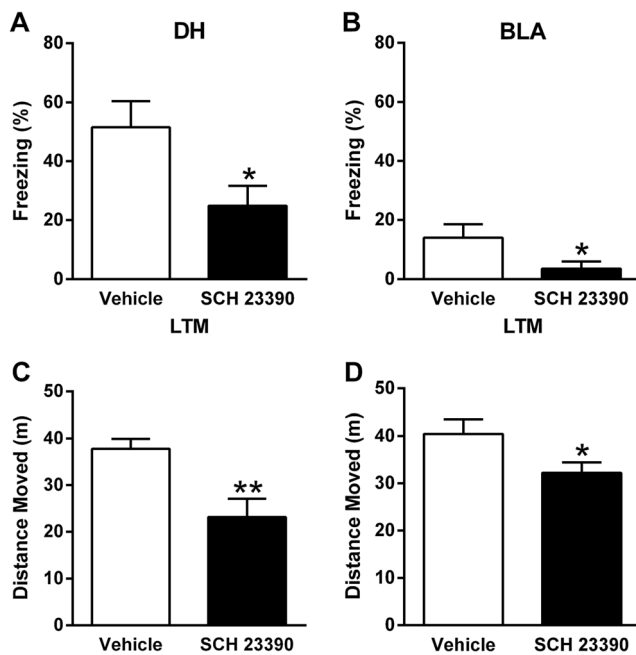 A
DH
Freezing (%)
80
60
40
20
0
*
Vehicle
SCH 23390
LTM
B
BLA
Freezing (%)
80
60
40
20
0
*
Vehicle
SCH 23390
LTM
C
Distance Moved (m)
50
40
30
20
10
0
**
Vehicle
SCH 23390
D
Distance Moved (m)
50
40
30
20
10
0
*
Vehicle
SCH 23390